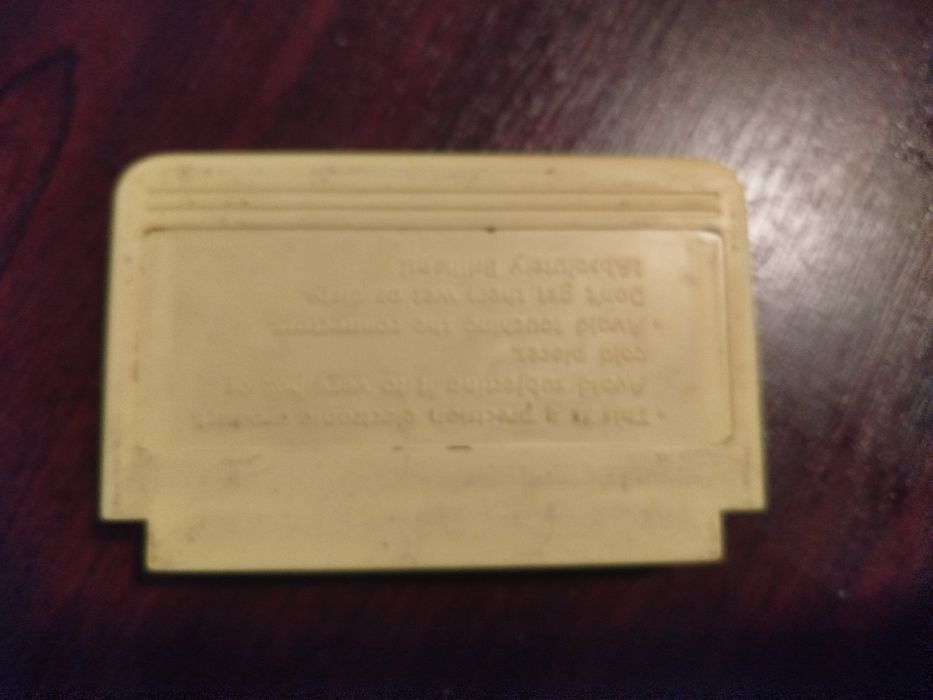 • This is a precision electronic
Avoid subjecting it to very hot or
cold places.
• Avoid touching the connectors.
Don't get them wet or dirty.
!Absolutely Brilliant!